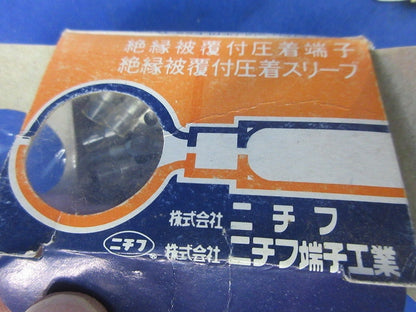 絶縁被覆付圧着端子
絶縁被覆付圧着スリーブ
株式会社 ニチフ
ニチフ® 株式会社 ニチフ端子工業